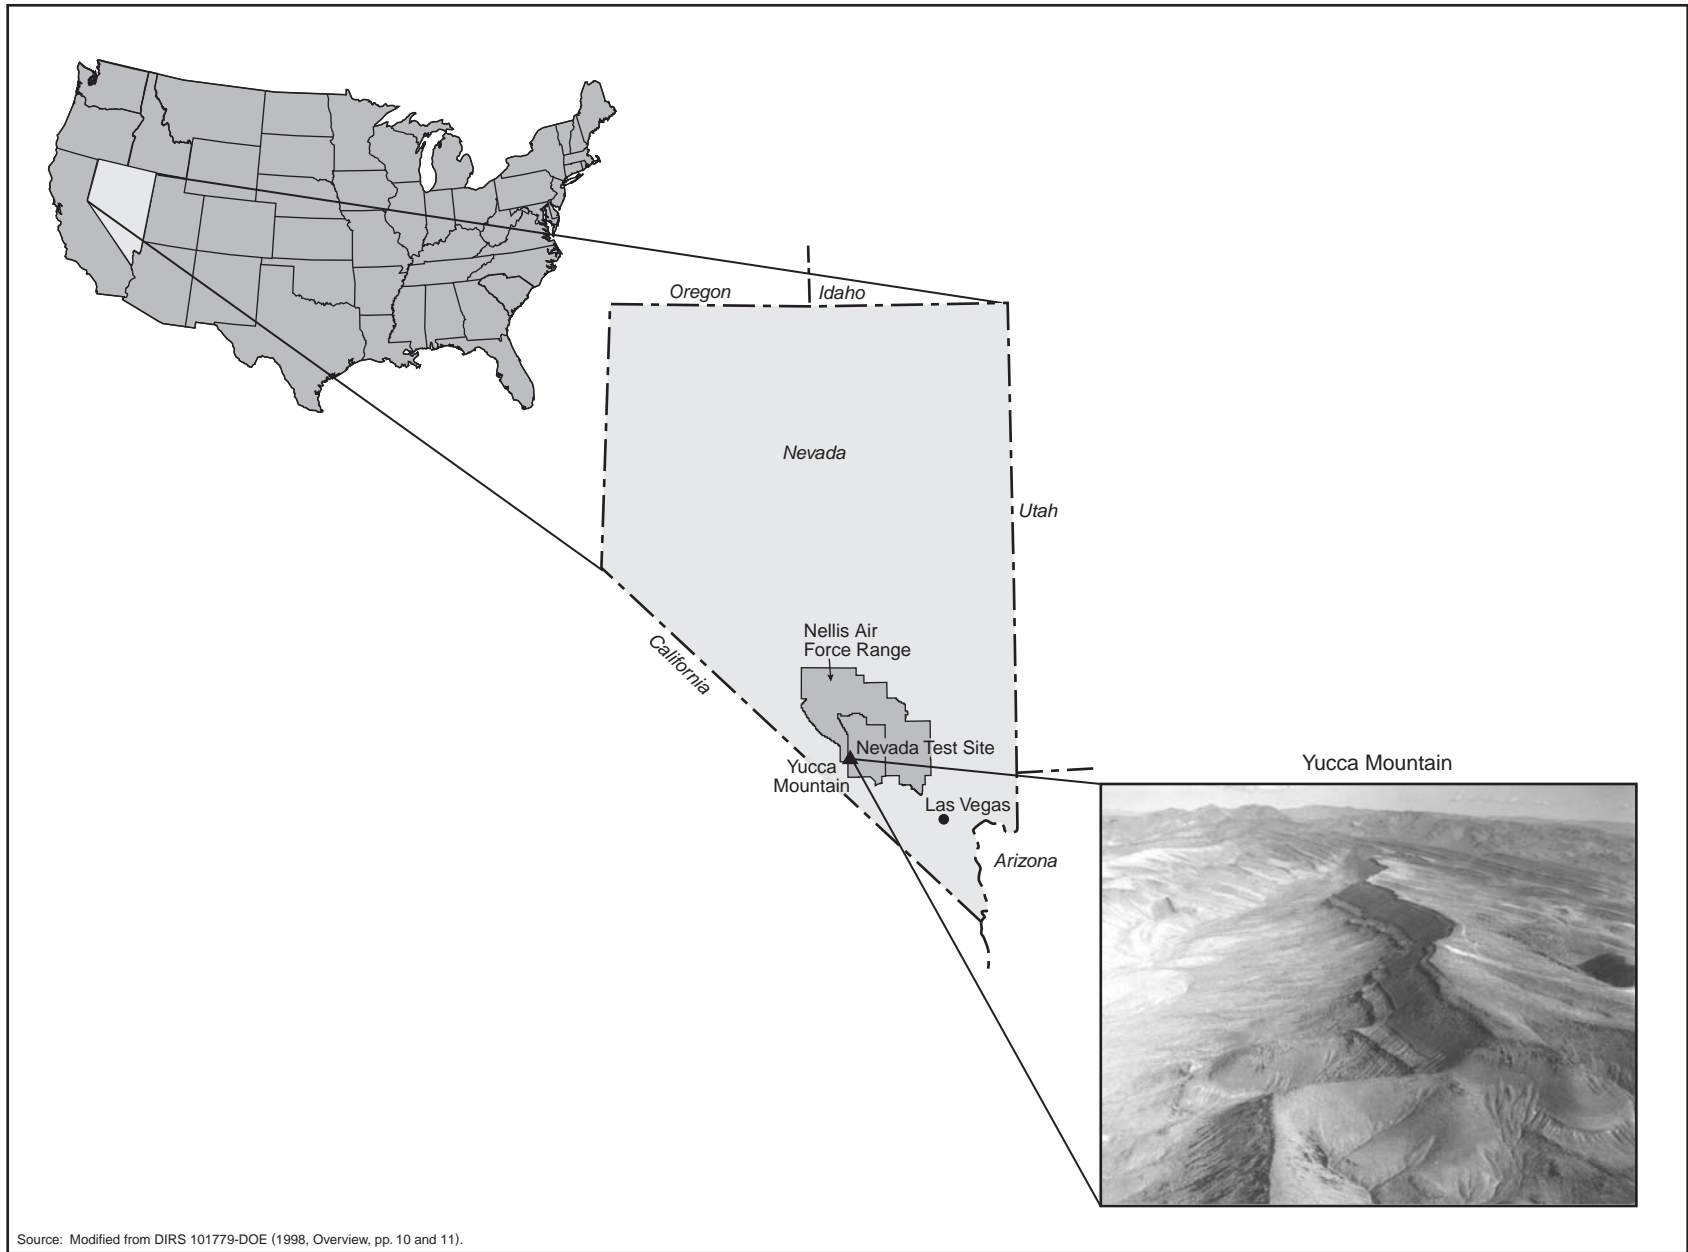 Oregon
Idaho
Nevada
Utah
Nellis Air
Force Range
California
Nevada Test Site
Yucca
Mountain
Yucca Mountain
Las Vegas
Arizona
Source: Modified from DIRS 101779-DOE (1998, Overview, pp. 10 and 11).